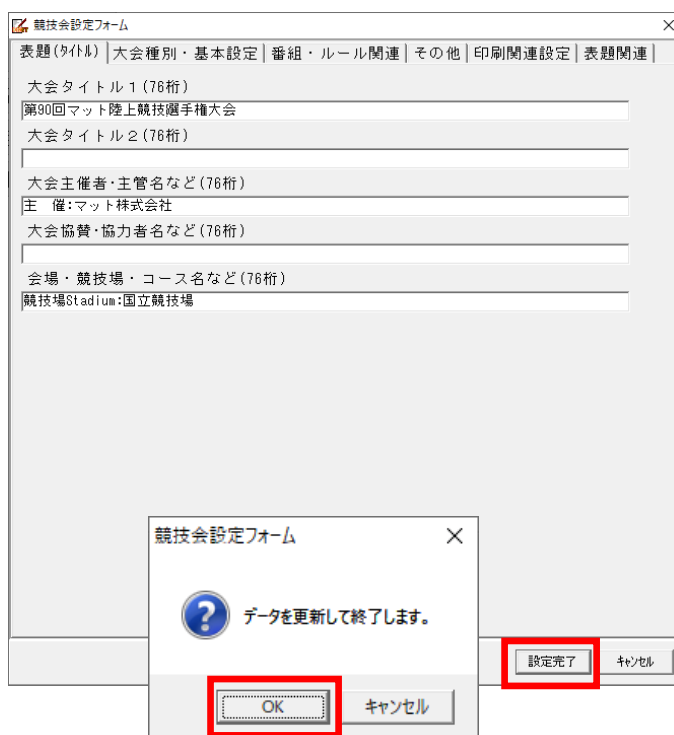 競技会設定フォーム
表題(タイトル) 大会種別・基本設定 番組・ルール関連 その他 印刷関連設定 表題関連
大会タイトル1(76桁)
第90回マット陸上競技選手権大会
大会タイトル2(76桁)
大会主催者・主管名など(76桁)
主　催:マット株式会社
大会協賛・協力者名など(76桁)
会場・競技場・コース名など(76桁)
競技場Stadium:国立競技場
競技会設定フォーム
データを更新して終了します。
設定完了 キャンセル
OK キャンセル